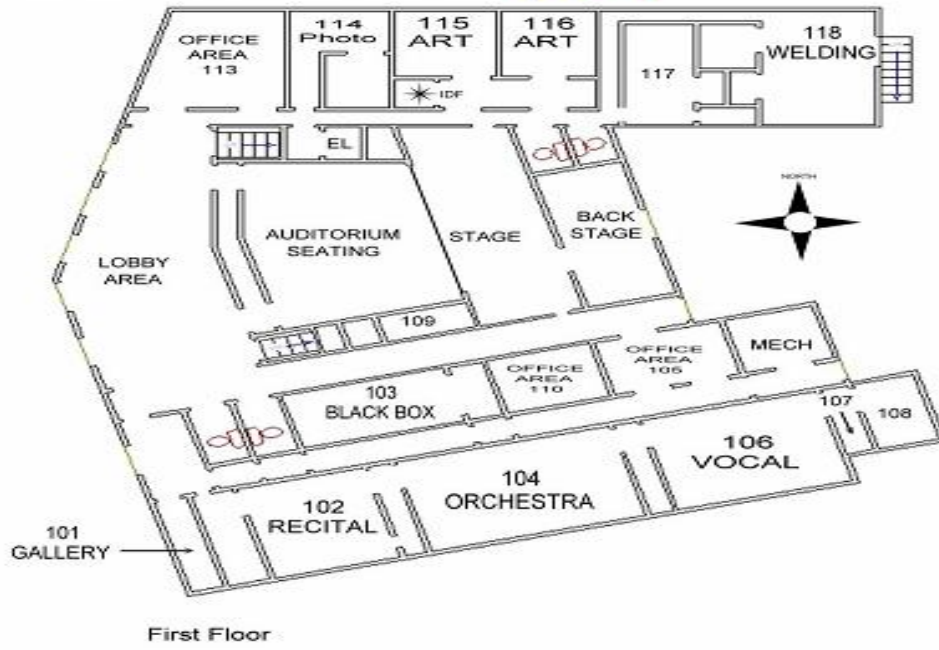 OFFICE
AREA
113
114
Photo
115
ART
116
ART
117
118
WELDING
IDF
EL
NORTH
LOBBY
AREA
AUDITORIUM
SEATING
STAGE
BACK
STAGE
109
103
BLACK BOX
OFFICE
AREA
110
OFFICE
AREA
105
MECH
107
108
106
VOCAL
104
ORCHESTRA
102
RECITAL
101
GALLERY
First Floor